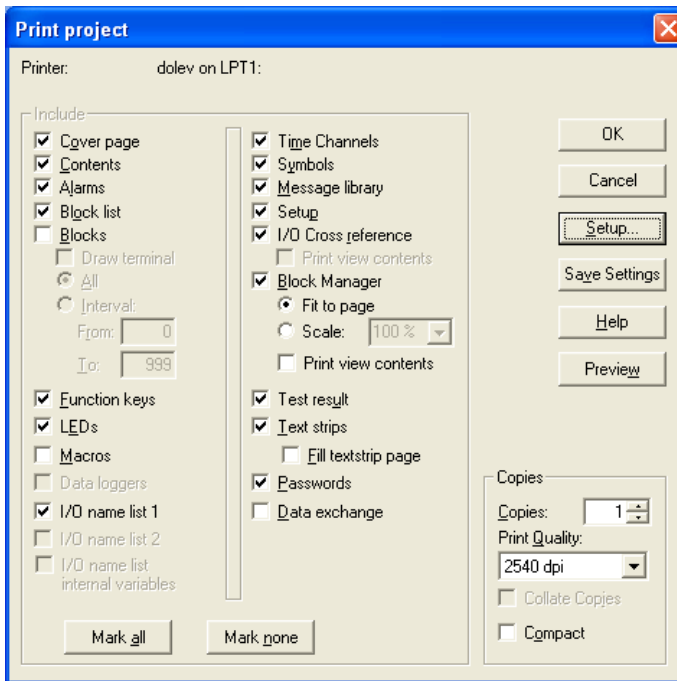 Print project
Printer: dolev on LPT1:
Include
Cover page
Contents
Alarms
Block list
Blocks
Draw terminal
All
Interval:
From: 0
To: 999
Function keys
LEDs
Macros
Data loggers
I/O name list 1
I/O name list 2
I/O name list
internal variables
Mark all
Mark none
Time Channels
Symbols
Message library
Setup
I/O Cross reference
Print view contents
Block Manager
Fit to page
Scale: 100 %
Print view contents
Test result
Text strips
Fill textstrip page
Passwords
Data exchange
OK
Cancel
Setup...
Save Settings
Help
Preview
Copies
Copies: 1
Print Quality:
2540 dpi
Collate Copies
Compact